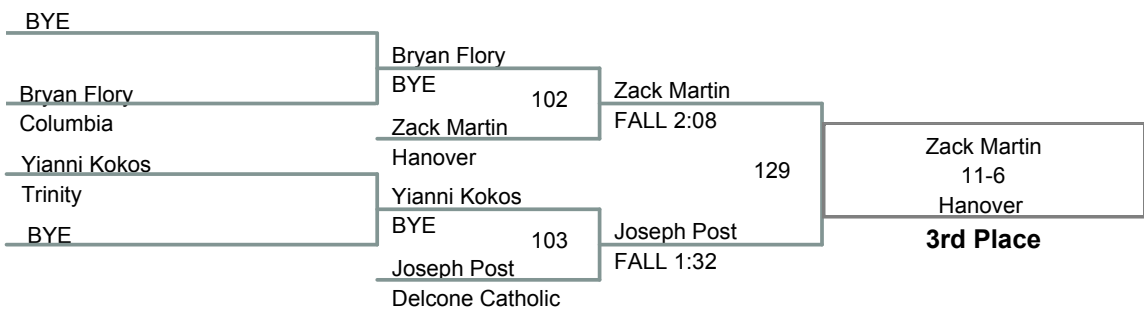 BYE
Bryan Flory
Columbia
Yianni Kokos
Trinity
BYE
Bryan Flory
BYE
102
Zack Martin
Hanover
Yianni Kokos
BYE
103
Joseph Post
Delcone Catholic
Zack Martin
FALL 2:08
129
Joseph Post
FALL 1:32
Zack Martin
11-6
Hanover
3rd Place